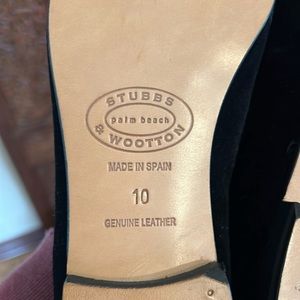 STUBBS
palm beach
& WOOTTON
MADE IN SPAIN
10
GENUINE LEATHER